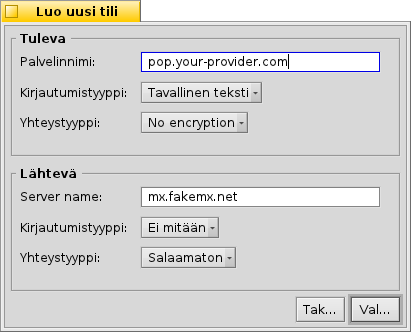 Luo uusi tili
Tuleva
Palvelinnimi: pop.your-provider.com
Kirjautumistyyppi: Tavallinen teksti
Yhteystyyppi: No encryption
Lähtevä
Server name: mx.fakemx.net
Kirjautumistyyppi: Ei mitään
Yhteystyyppi: Salaamaton
Tak... Val...